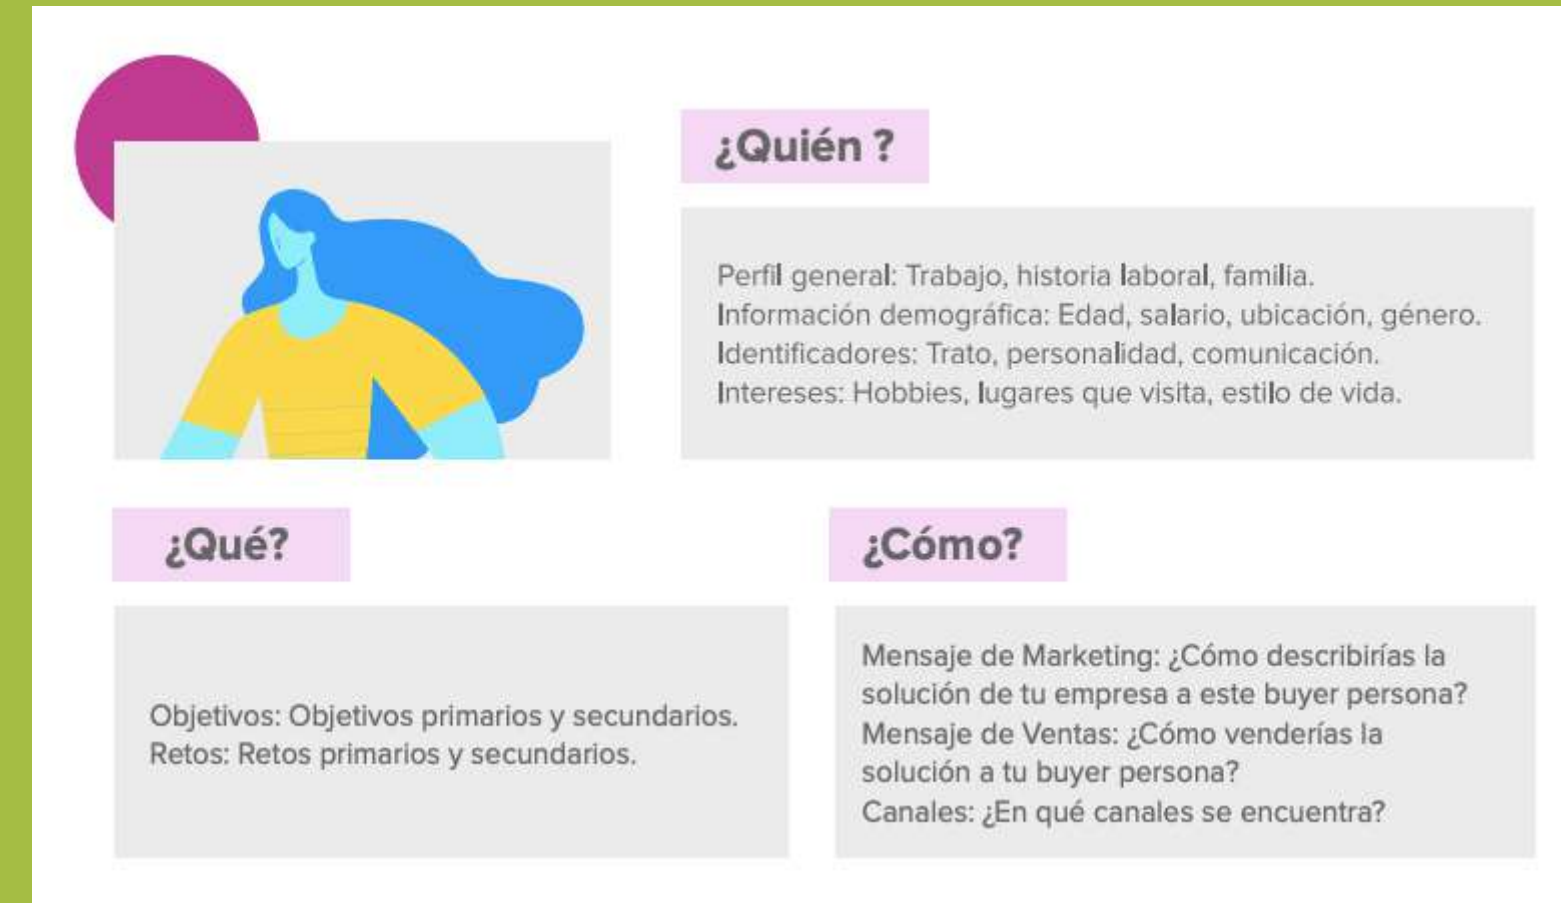 ¿Quién ?
Perfil general: Trabajo, historia laboral, familia.
Información demográfica: Edad, salario, ubicación, género.
Identificadores: Trato, personalidad, comunicación.
Intereses: Hobbies, lugares que visita, estilo de vida.
¿Qué?
Objetivos: Objetivos primarios y secundarios.
Retos: Retos primarios y secundarios.
¿Cómo?
Mensaje de Marketing: ¿Cómo describirías la
solución de tu empresa a este buyer persona?
Mensaje de Ventas: ¿Cómo venderías la
solución a tu buyer persona?
Canales: ¿En qué canales se encuentra?